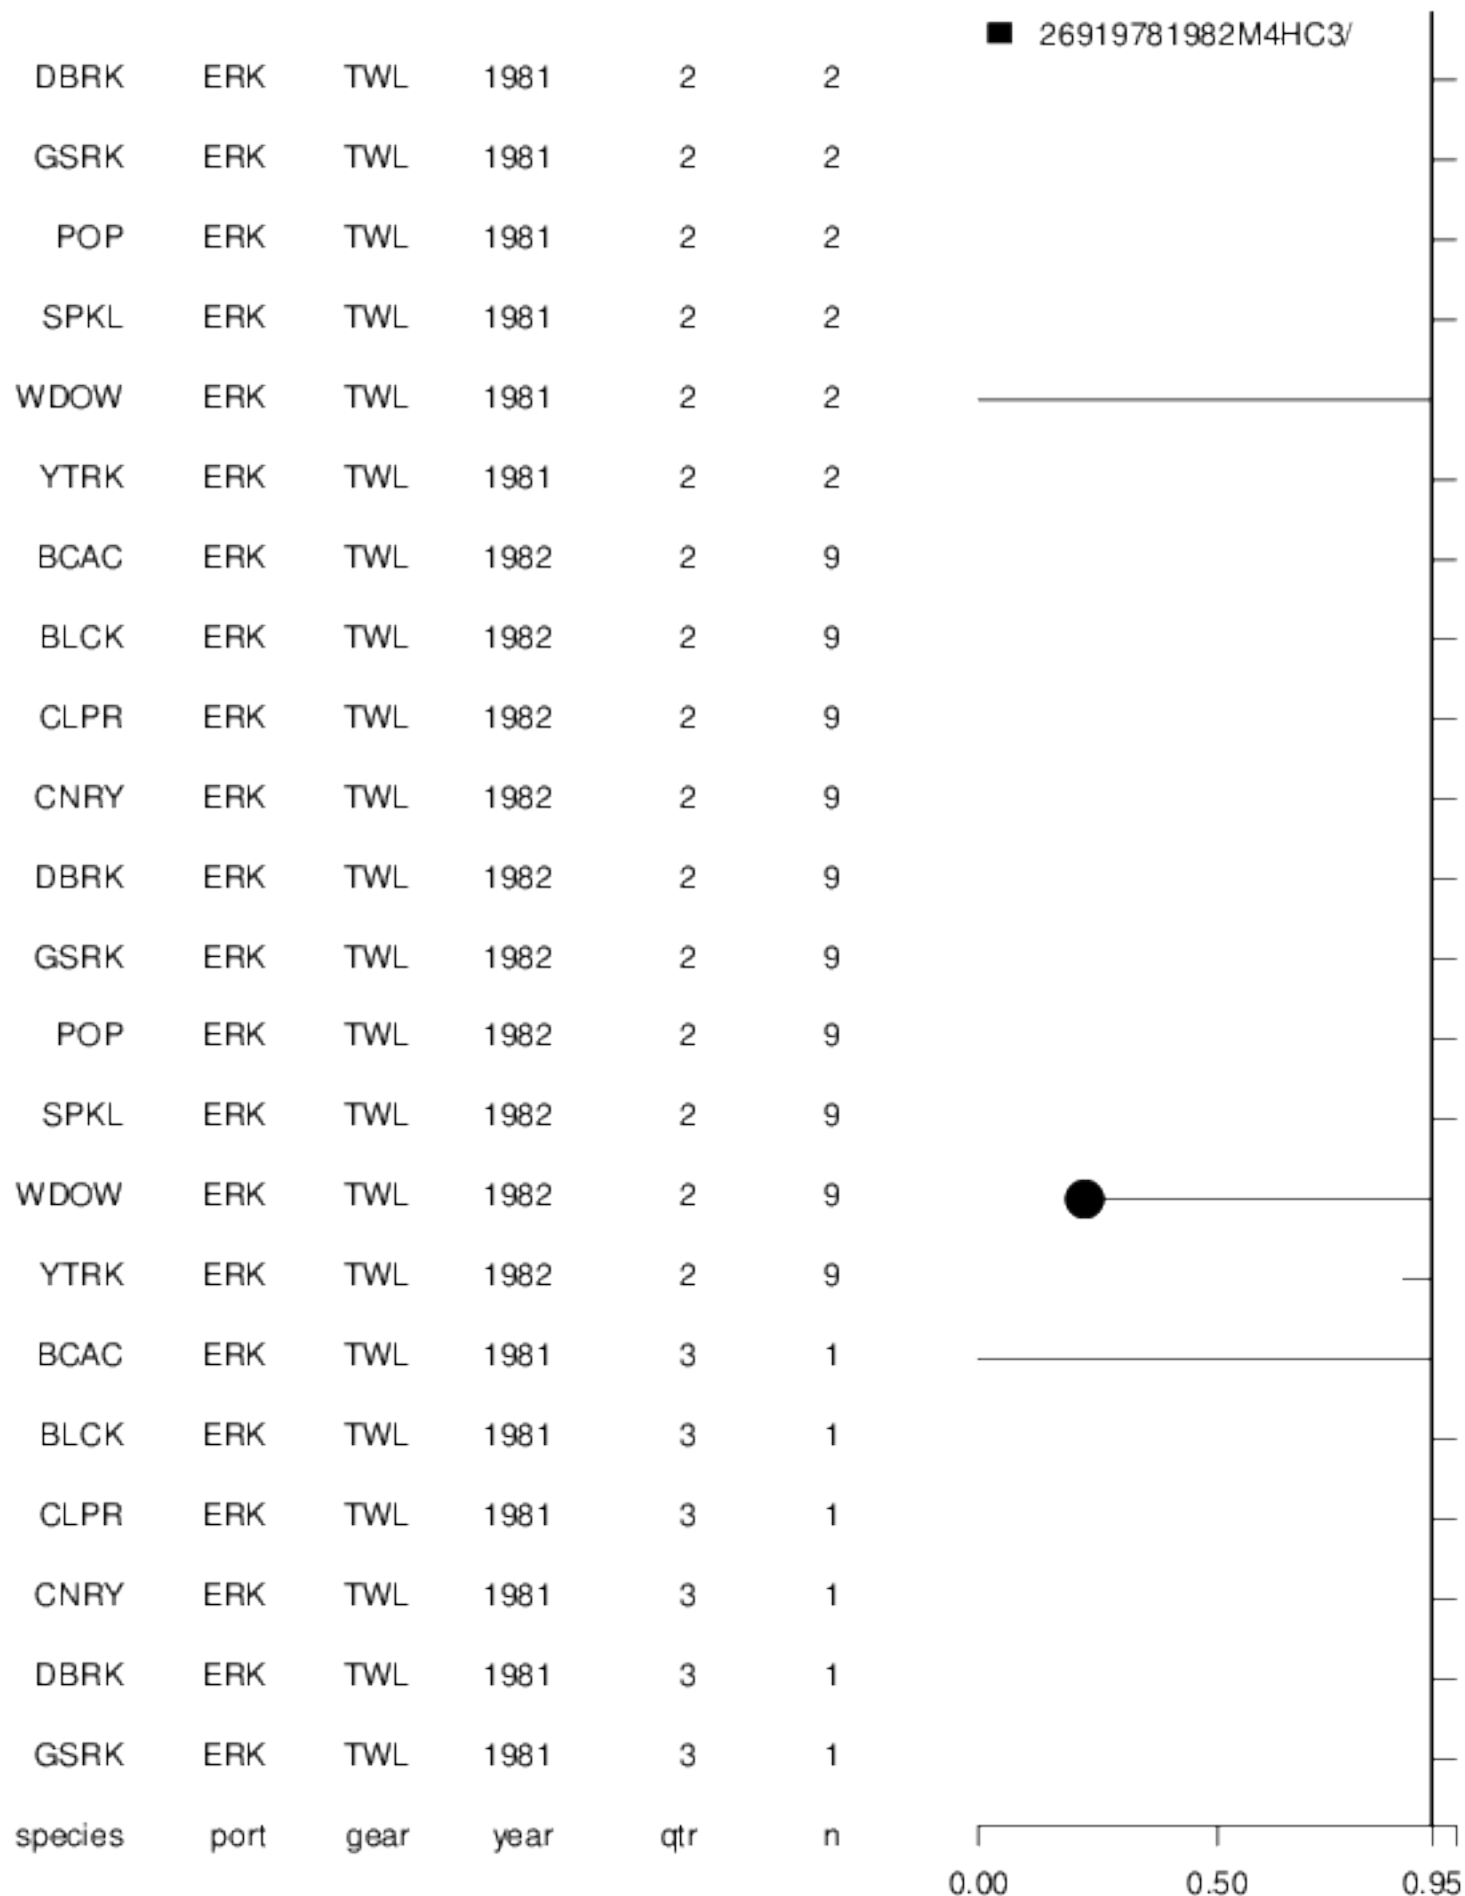 26919781982M4HC3/
DBRK ERK TWL 1981 2 2
GSRK ERK TWL 1981 2 2
POP ERK TWL 1981 2 2
SPKL ERK TWL 1981 2 2
WDOW ERK TWL 1981 2 2
YTRK ERK TWL 1981 2 2
BCAC ERK TWL 1982 2 9
BLCK ERK TWL 1982 2 9
CLPR ERK TWL 1982 2 9
CNRY ERK TWL 1982 2 9
DBRK ERK TWL 1982 2 9
GSRK ERK TWL 1982 2 9
POP ERK TWL 1982 2 9
SPKL ERK TWL 1982 2 9
WDOW ERK TWL 1982 2 9
YTRK ERK TWL 1982 2 9
BCAC ERK TWL 1981 3 1
BLCK ERK TWL 1981 3 1
CLPR ERK TWL 1981 3 1
CNRY ERK TWL 1981 3 1
DBRK ERK TWL 1981 3 1
GSRK ERK TWL 1981 3 1
species port gear year qtr n
0.00 0.50 0.95